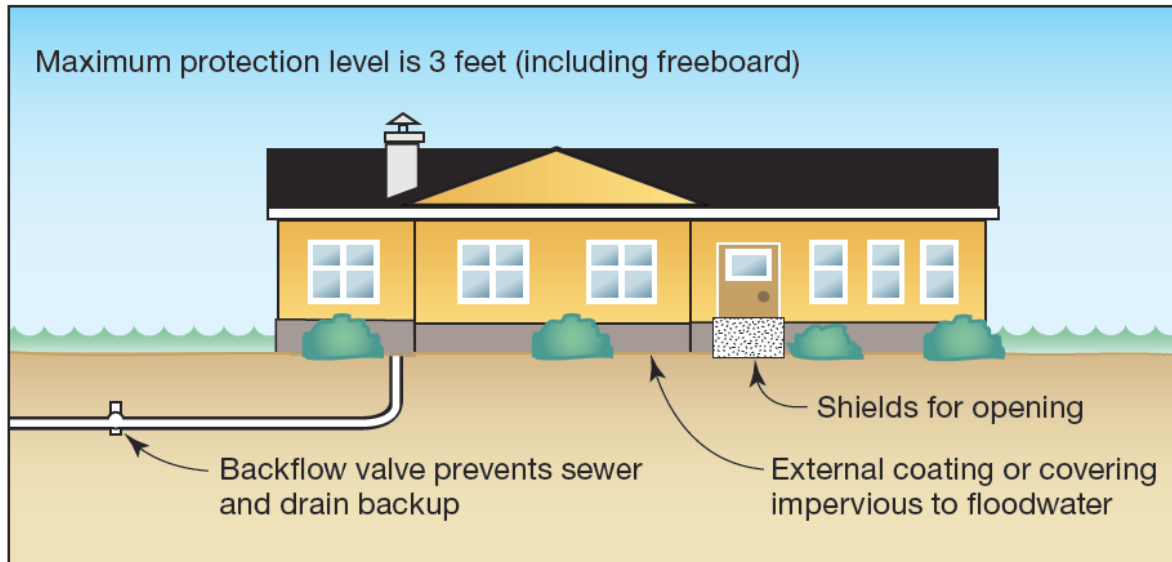 Maximum protection level is 3 feet (including freeboard)
Shields for opening
Backflow valve prevents sewer
and drain backup
External coating or covering
impervious to floodwater